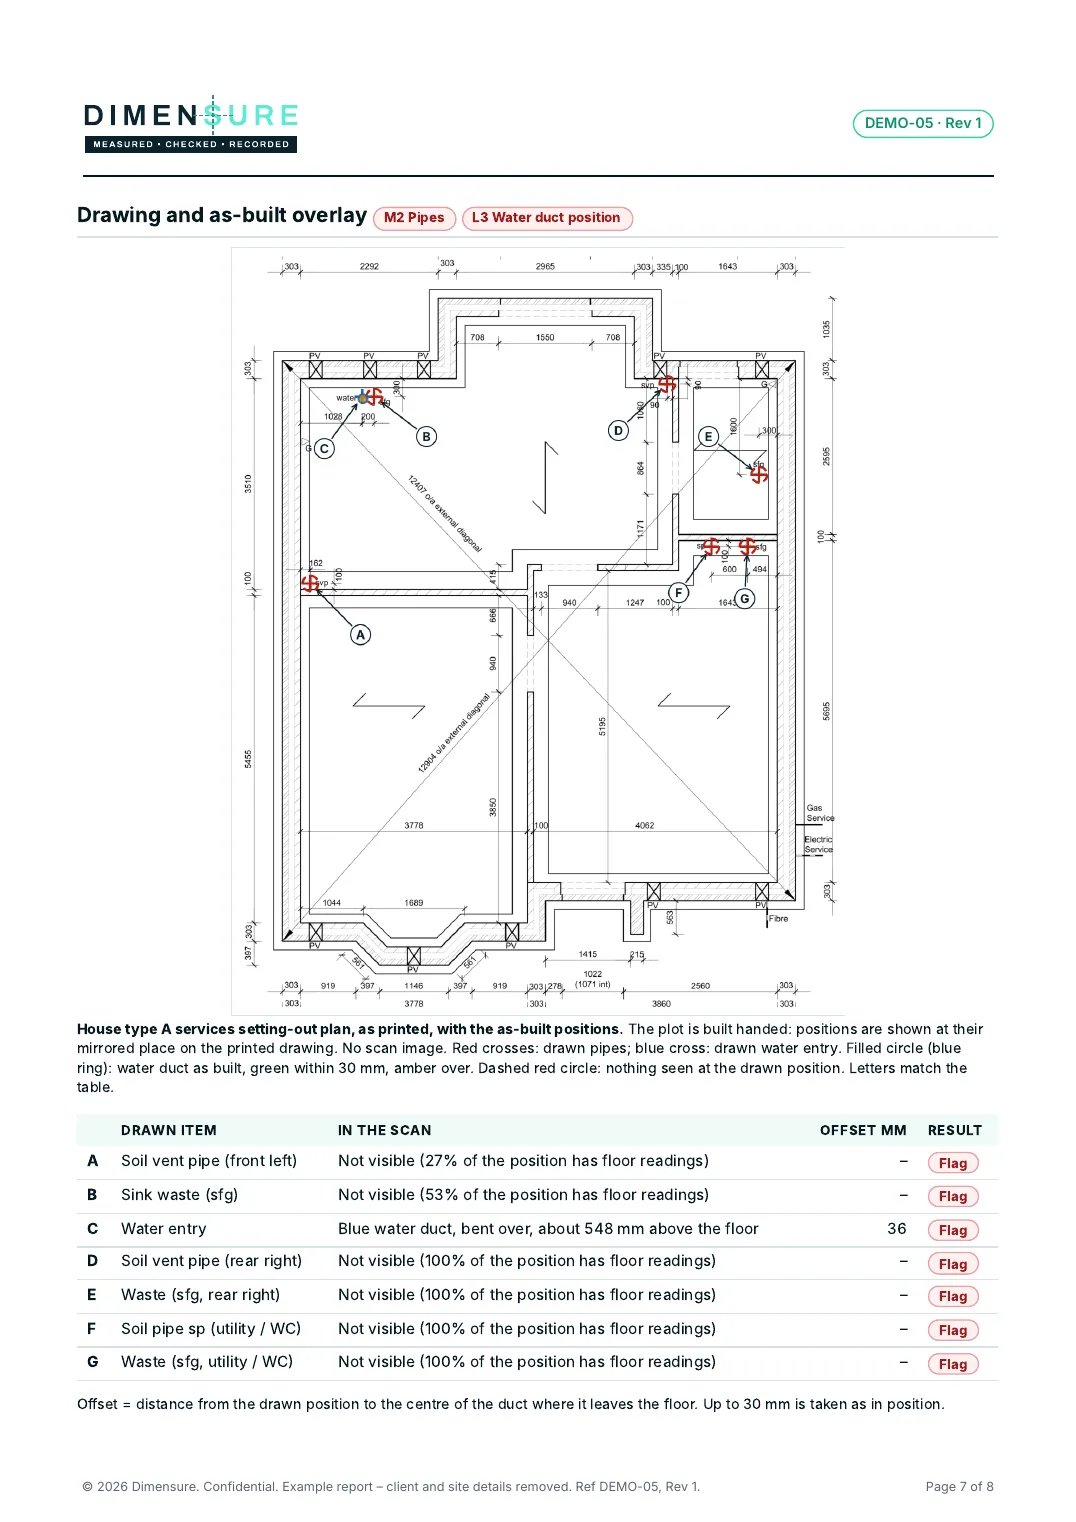 DIMENSURE
MEASURED • CHECKED • RECORDED
DEMO-05 · Rev 1
Drawing and as-built overlay M2 Pipes L3 Water duct position
303 2292 303 2965 303 335 100 1643 303
708 1550 708
1035
303
PV PV PV PV PV
303
300
water sfg
1028 200
svp
90
90
1060
G
G
C B D E
1600
300
sfg
2595
3510
864
1171
12407 o/a external diagonal
100
sp sfg
100
600 494
162
svp
100
100
415
133
940 1247 100 1643
F G
A
666
940
12904 o/a external diagonal
5195
5695
5455
3850
3778 100 4062
Gas
Service
Electric
Service
1044 1689
303
PV PV
Fibre
563
303
397
PV PV PV
561 561
1415 215
1022
(1071 int)
303 919 397 1146 397 919 303 278 2560 303
303 3778 303 3860 303
House type A services setting-out plan, as printed, with the as-built positions. The plot is built handed: positions are shown at their
mirrored place on the printed drawing. No scan image. Red crosses: drawn pipes; blue cross: drawn water entry. Filled circle (blue
ring): water duct as built, green within 30 mm, amber over. Dashed red circle: nothing seen at the drawn position. Letters match the
table.
DRAWN ITEM IN THE SCAN OFFSET MM RESULT
A Soil vent pipe (front left) Not visible (27% of the position has floor readings) – Flag
B Sink waste (sfg) Not visible (53% of the position has floor readings) – Flag
C Water entry Blue water duct, bent over, about 548 mm above the floor 36 Flag
D Soil vent pipe (rear right) Not visible (100% of the position has floor readings) – Flag
E Waste (sfg, rear right) Not visible (100% of the position has floor readings) – Flag
F Soil pipe sp (utility / WC) Not visible (100% of the position has floor readings) – Flag
G Waste (sfg, utility / WC) Not visible (100% of the position has floor readings) – Flag
Offset = distance from the drawn position to the centre of the duct where it leaves the floor. Up to 30 mm is taken as in position.
© 2026 Dimensure. Confidential. Example report – client and site details removed. Ref DEMO-05, Rev 1.
Page 7 of 8